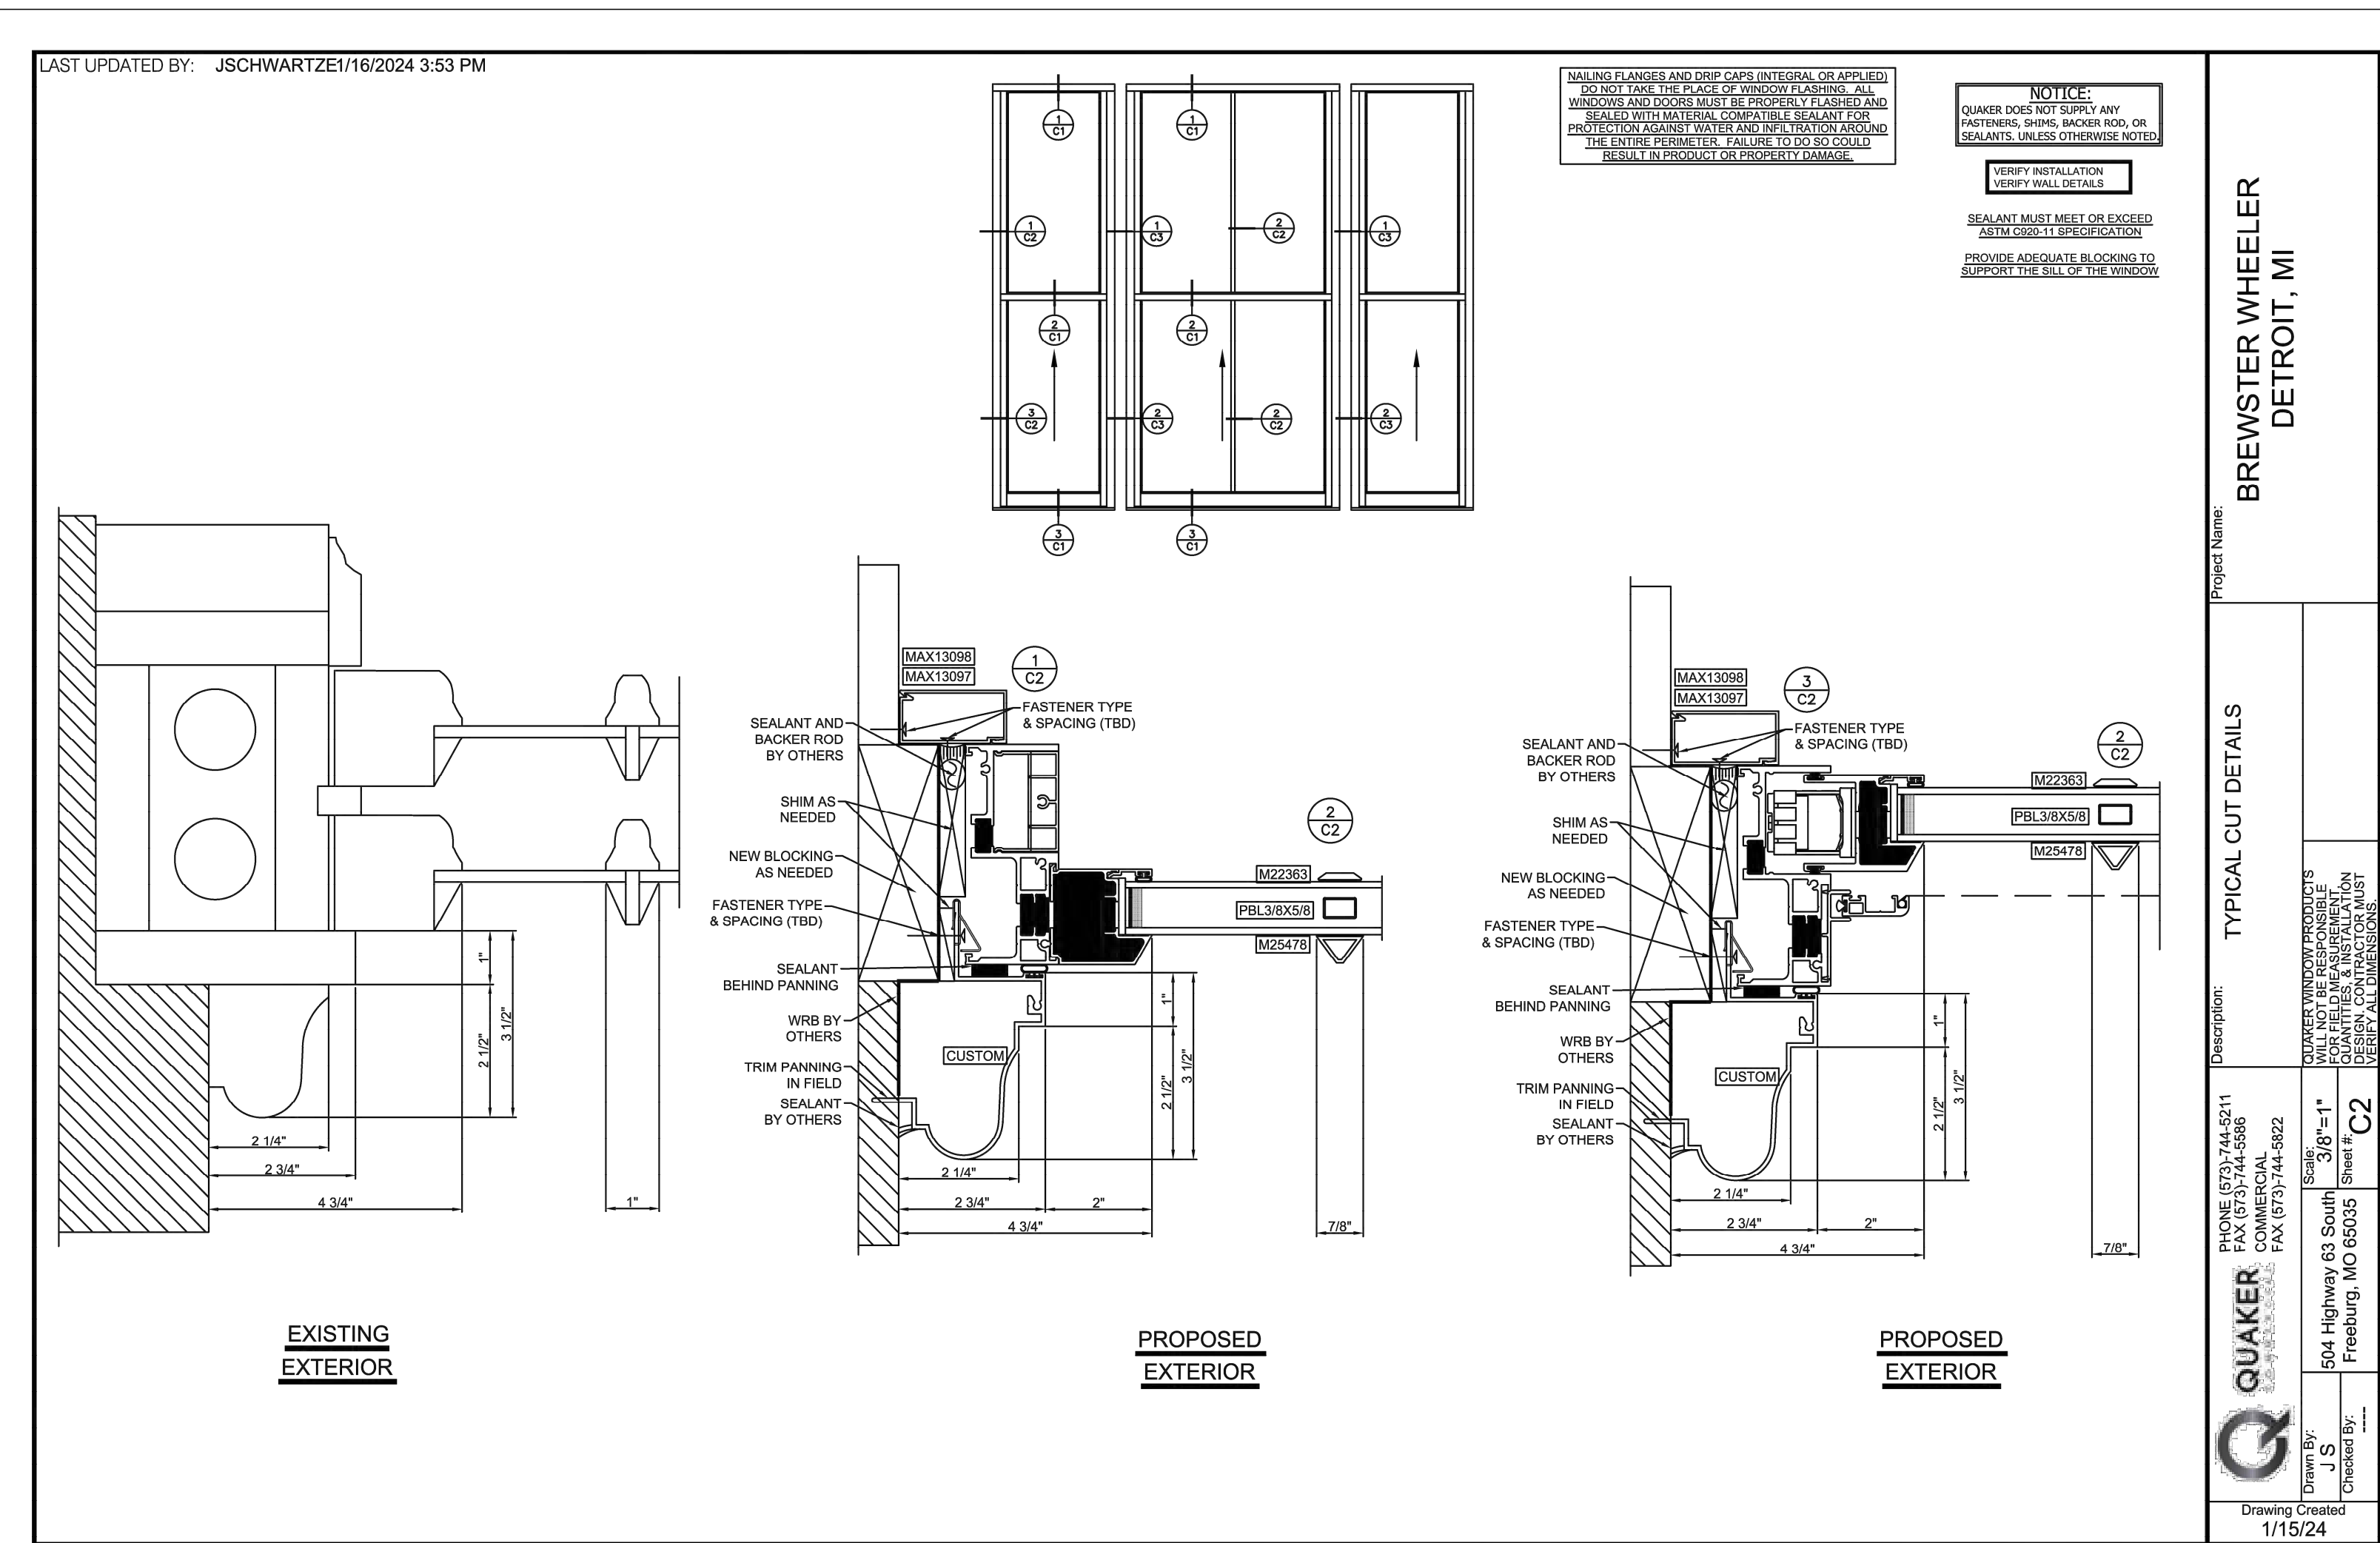 LAST UPDATED BY: JSCHWARTZE1/16/2024 3:53 PM
1
C1
1
C1
1
C2
1
C3
2
C2
1
C3
2
C1
2
C1
3
C2
2
C3
2
C2
2
C3
3
C1
3
C1
NAILING FLANGES AND DRIP CAPS (INTEGRAL OR APPLIED)
DO NOT TAKE THE PLACE OF WINDOW FLASHING. ALL
WINDOWS AND DOORS MUST BE PROPERLY FLASHED AND
SEALED WITH MATERIAL COMPATIBLE SEALANT FOR
PROTECTION AGAINST WATER AND INFILTRATION AROUND
THE ENTIRE PERIMETER. FAILURE TO DO SO COULD
RESULT IN PRODUCT OR PROPERTY DAMAGE.
NOTICE:
QUAKER DOES NOT SUPPLY ANY
FASTENERS, SHIMS, BACKER ROD, OR
SEALANTS. UNLESS OTHERWISE NOTED.
VERIFY INSTALLATION
VERIFY WALL DETAILS
SEALANT MUST MEET OR EXCEED
ASTM C920-11 SPECIFICATION
PROVIDE ADEQUATE BLOCKING TO
SUPPORT THE SILL OF THE WINDOW
1"
2 1/2"
3 1/2"
2 1/4"
2 3/4"
4 3/4"
1"
EXISTING
EXTERIOR
MAX13098
MAX13097
1
C2
FASTENER TYPE
& SPACING (TBD)
SEALANT AND
BACKER ROD
BY OTHERS
SHIM AS
NEEDED
NEW BLOCKING
AS NEEDED
FASTENER TYPE
& SPACING (TBD)
SEALANT
BEHIND PANNING
WRB BY
OTHERS
TRIM PANNING
IN FIELD
SEALANT
BY OTHERS
CUSTOM
2
C2
M22363
PBL3/8X5/8
M25478
1"
2 1/2"
3 1/2"
2 1/4"
2 3/4"
2"
4 3/4"
7/8"
PROPOSED
EXTERIOR
MAX13098
MAX13097
3
C2
FASTENER TYPE
& SPACING (TBD)
SEALANT AND
BACKER ROD
BY OTHERS
SHIM AS
NEEDED
NEW BLOCKING
AS NEEDED
FASTENER TYPE
& SPACING (TBD)
SEALANT
BEHIND PANNING
WRB BY
OTHERS
TRIM PANNING
IN FIELD
SEALANT
BY OTHERS
CUSTOM
2
C2
M22363
PBL3/8X5/8
M25478
1"
2 1/2"
3 1/2"
2 1/4"
2 3/4"
2"
4 3/4"
7/8"
PROPOSED
EXTERIOR
Project Name:
BREWSTER WHEELER
DETROIT, MI
Description:
TYPICAL CUT DETAILS
QUAKER WINDOW PRODUCTS
WILL NOT BE RESPONSIBLE
FOR FIELD MEASUREMENT,
QUANTITIES, & INSTALLATION
DESIGN. CONTRACTOR MUST
VERIFY ALL DIMENSIONS.
PHONE (573)-744-5211
FAX (573)-744-5586
COMMERCIAL
FAX (573)-744-5822
Scale:
3/8"=1"
Sheet #:
C2
QUAKER
504 Highway 63 South
Freeburg, MO 65035
Drawn By:
J S
Checked By:
----
Drawing Created
1/15/24